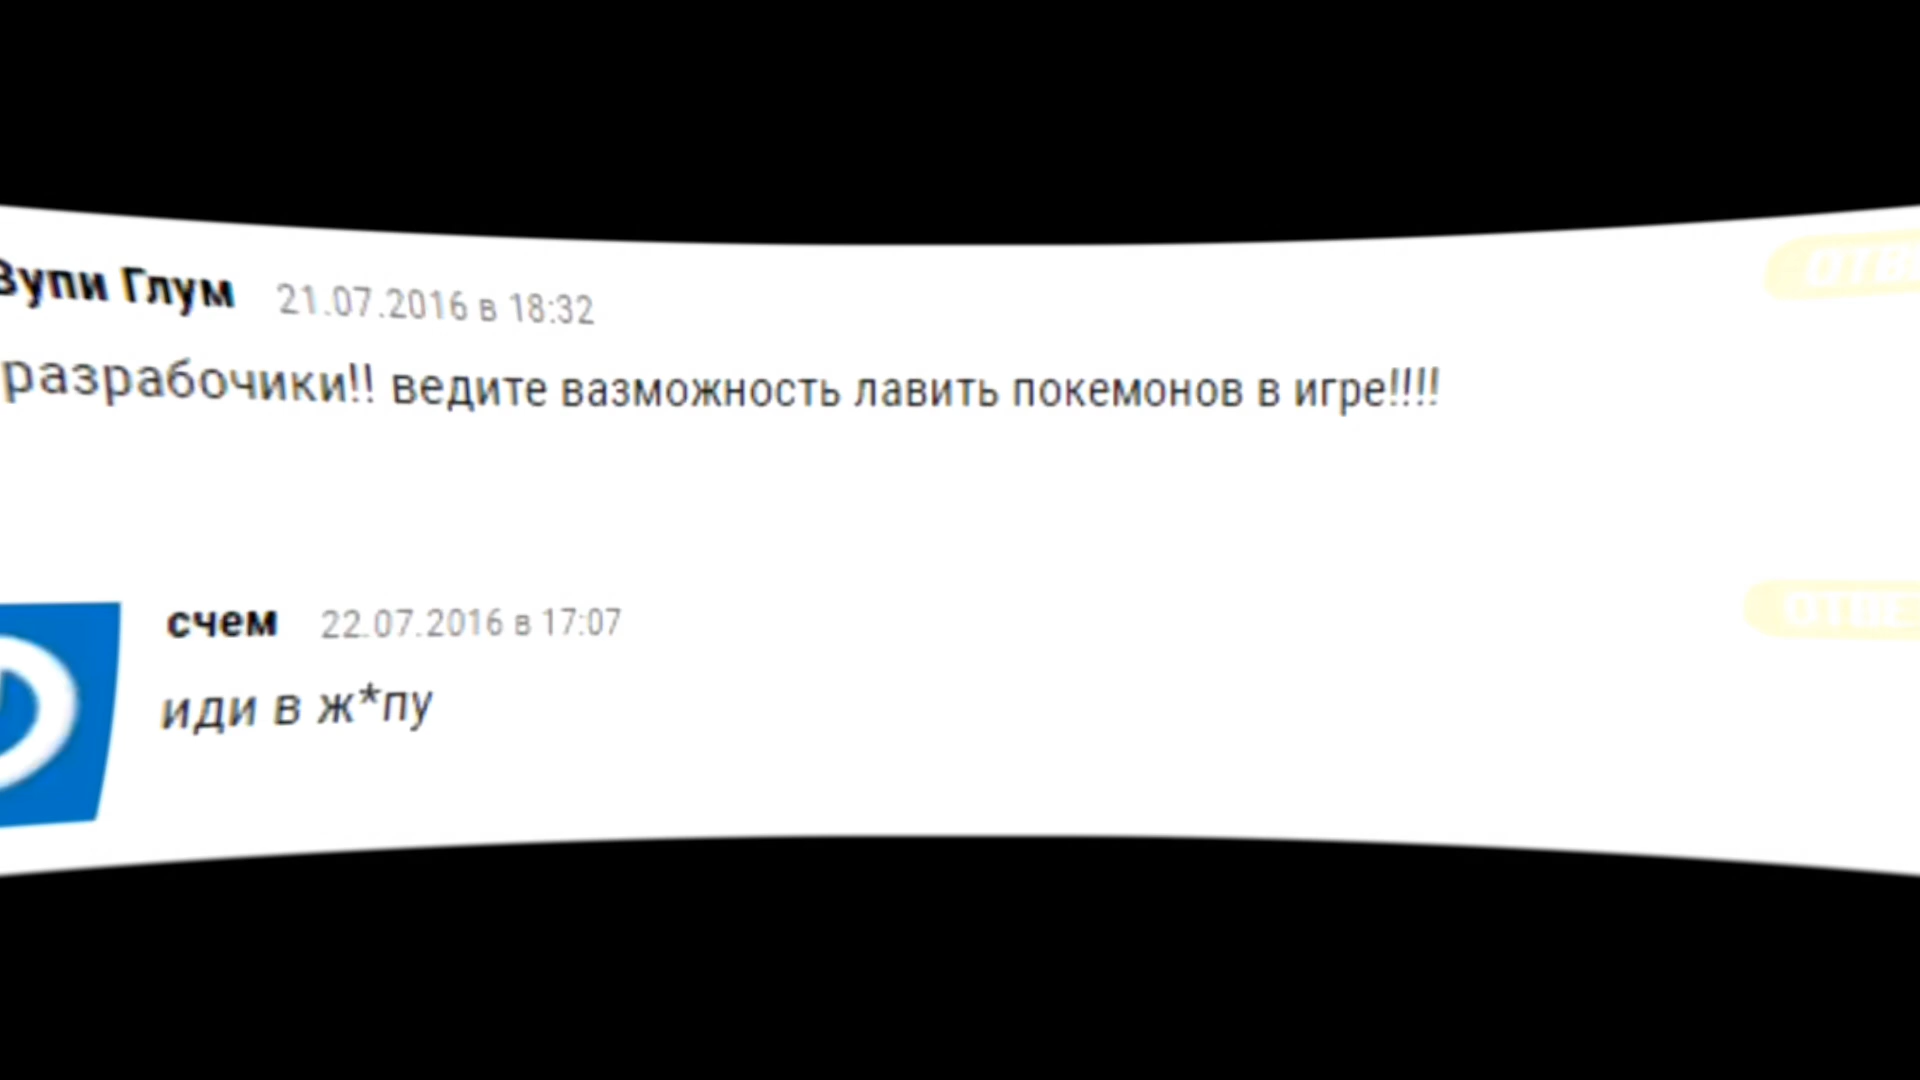 Вупи Глум 21.07.2016 в 18:32
разрабочики!! ведите вазможность лавить покемонов в игре!!!!
счем 22.07.2016 в 17:07
иди в ж*пу